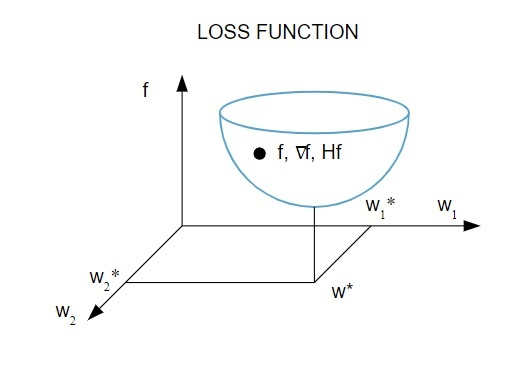 LOSS FUNCTION
f
f, ∇f, Hf
w₁*
w₁
w₂*
w*
w₂